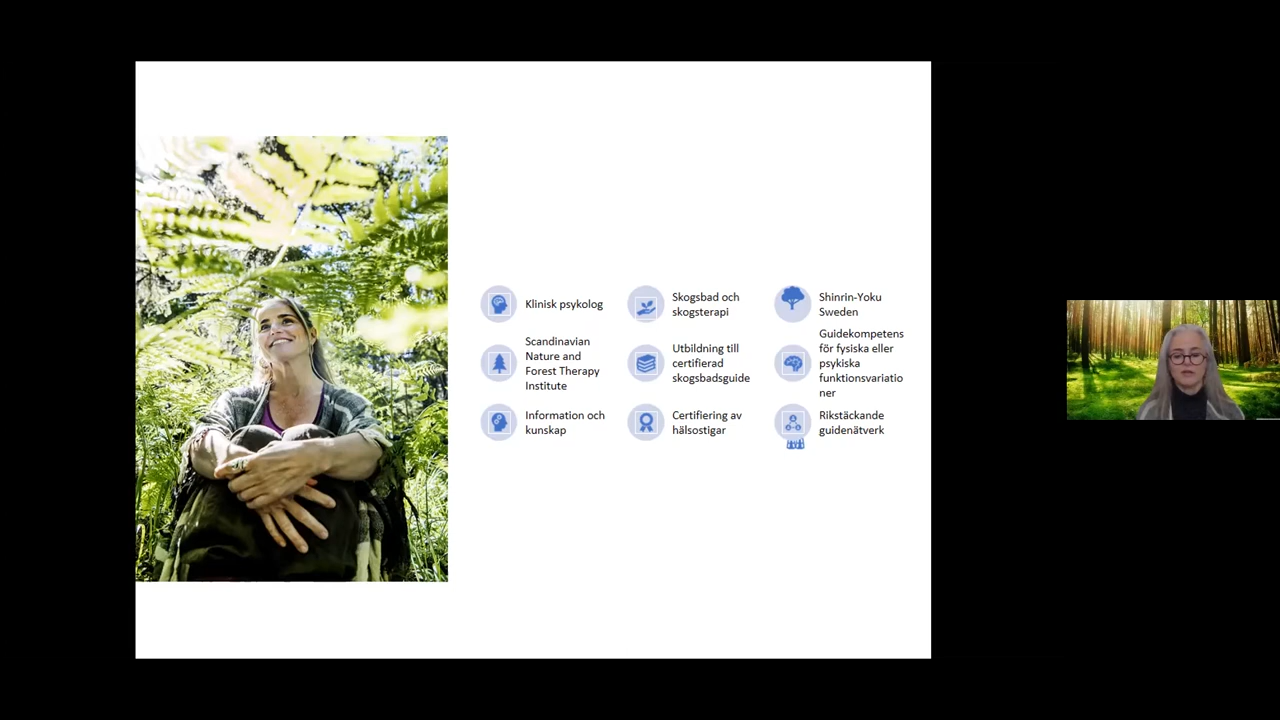 Klinisk psykolog
Skogsbad och
skogsterapi
Shinrin-Yoku
Sweden
Scandinavian
Nature and
Forest Therapy
Institute
Utbildning till
certifierad
skogsbadsguide
Guidekompetens
för fysiska eller
psykiska
funktionsvariatio
ner
Information och
kunskap
Certifiering av
hälsostigar
Rikstäckande
guidenätverk